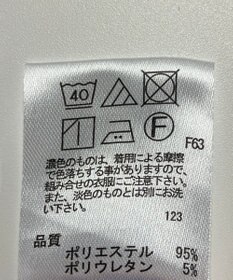 40
F
F63
濃色のものは、着用による摩擦
で色落ちする事がありますので、
組み合せの衣服にご注意下さい。
また、淡色のものとは別にお洗
い下さい。
123
品質
ポリエステル 95%
ポリウレタン 5%